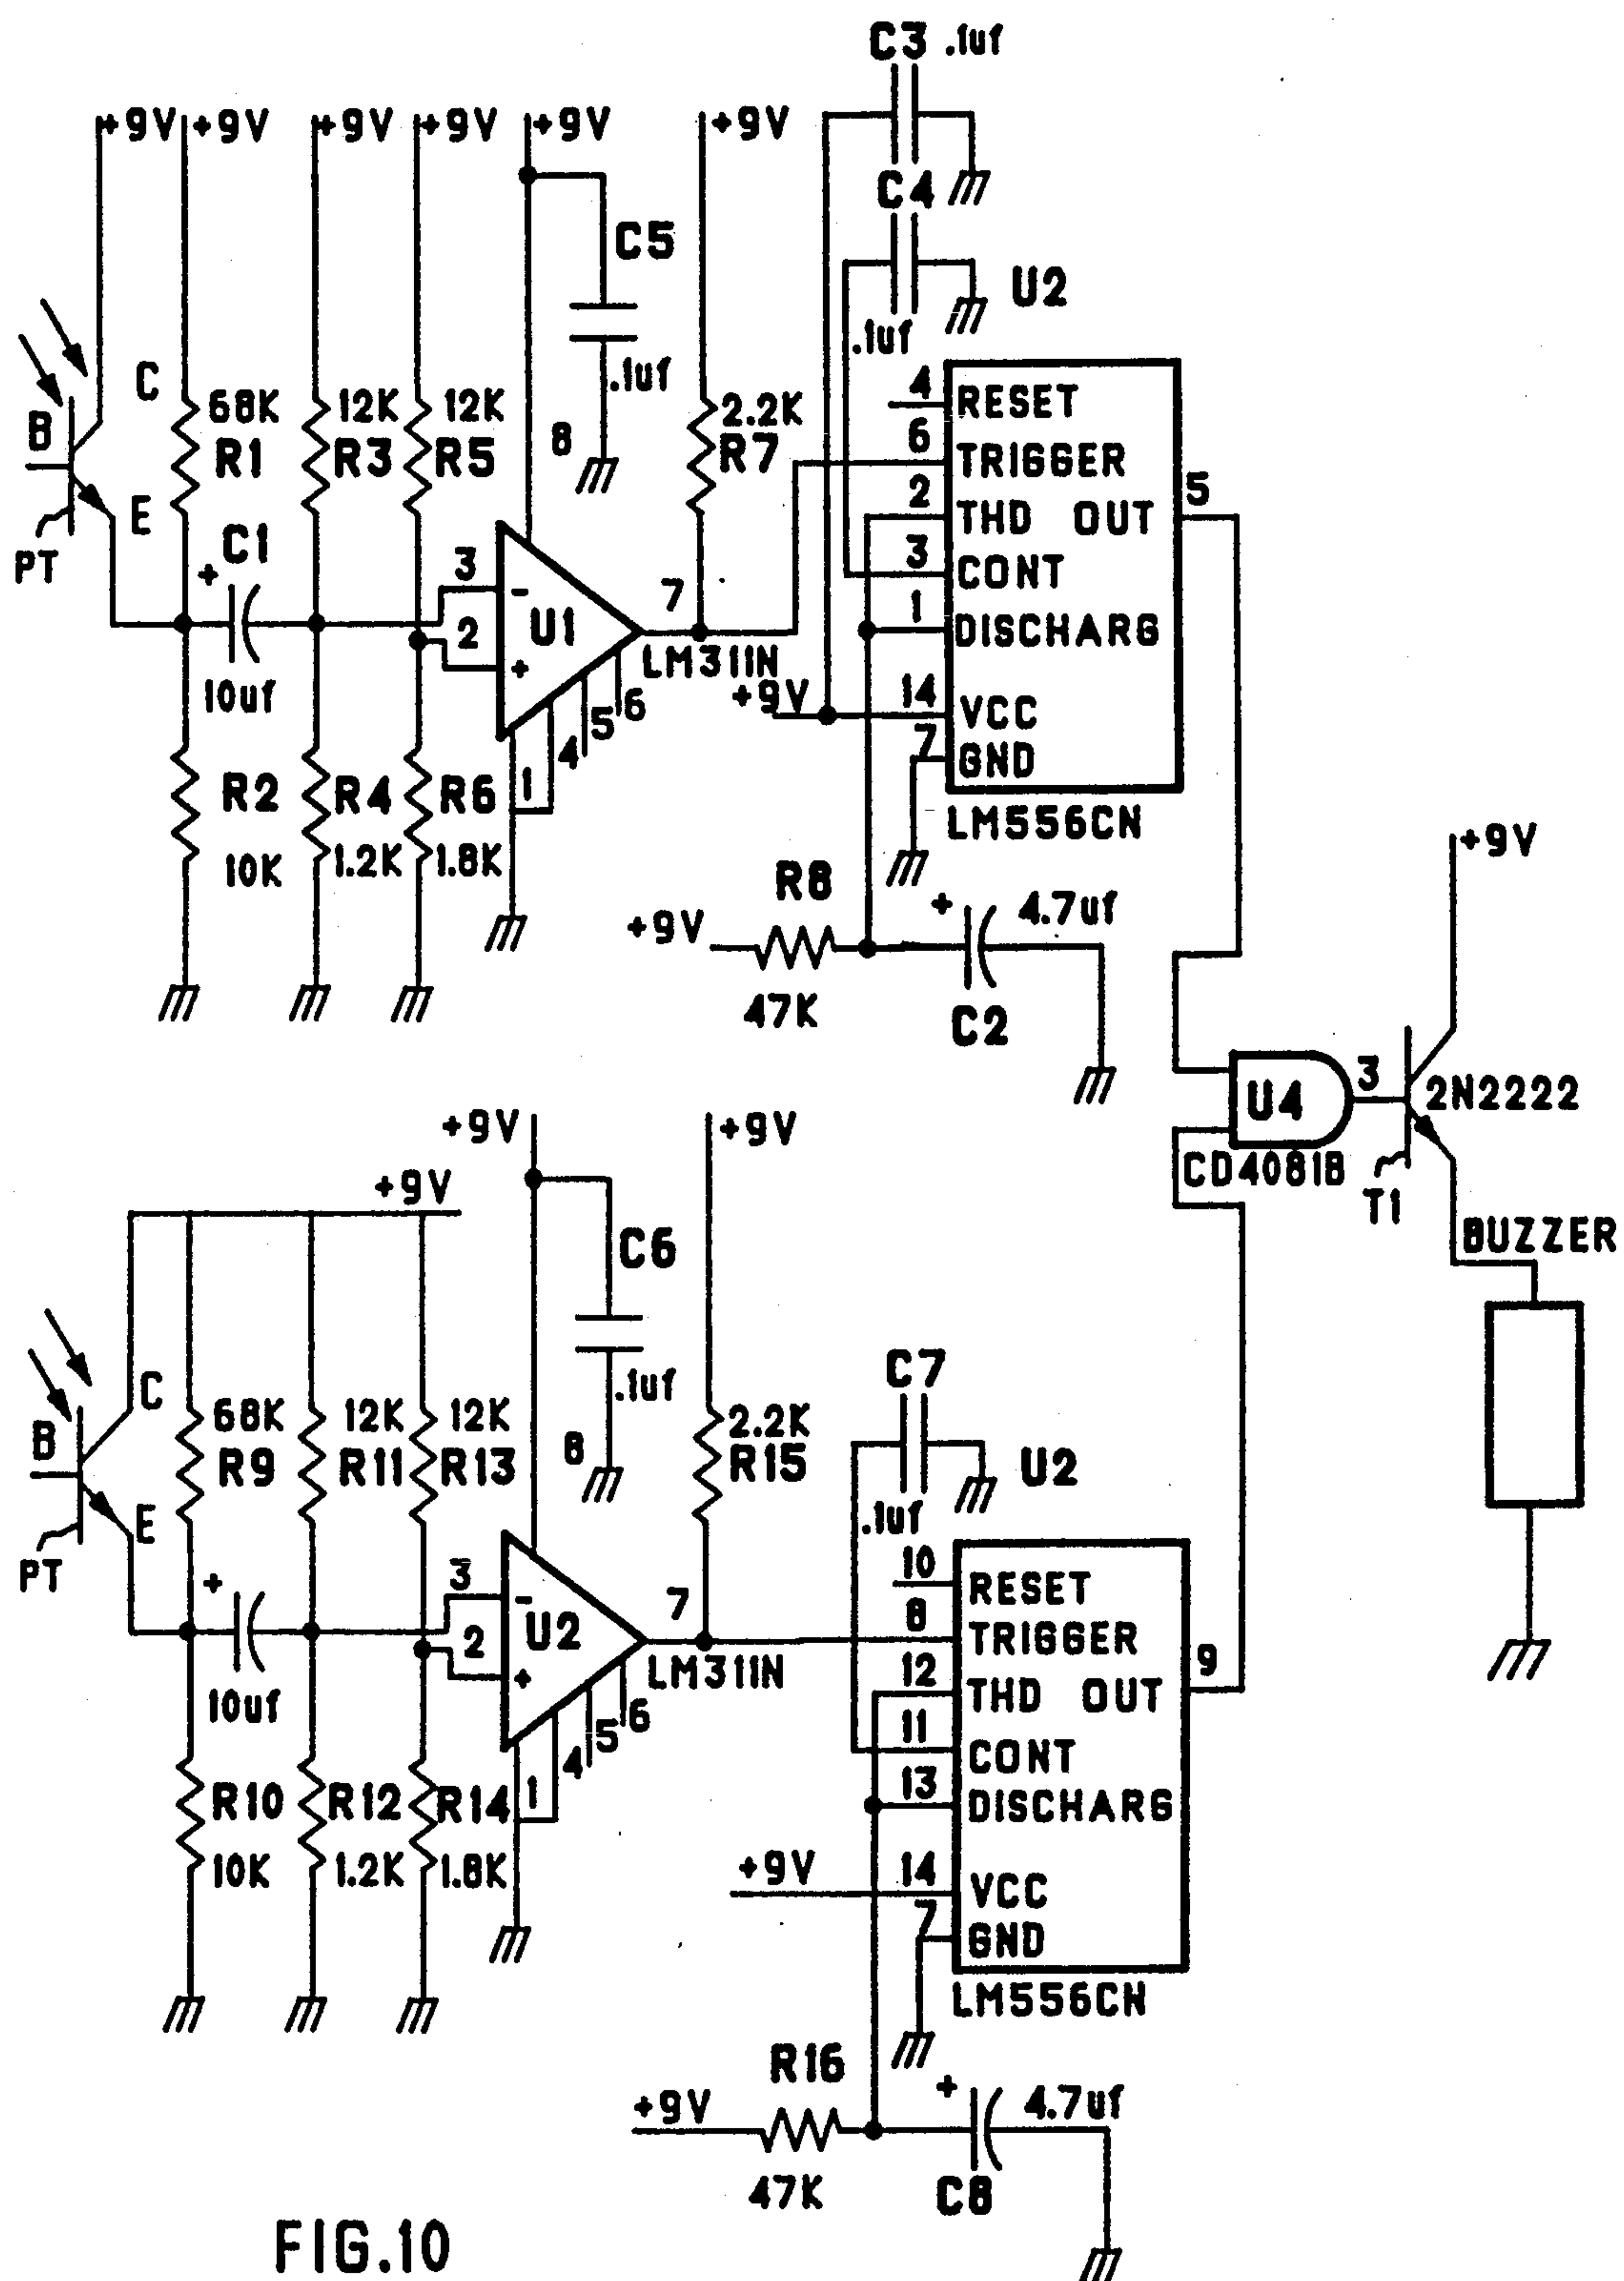 C3 .1uf
+9V +9V +9V +9V +9V +9V
C4
C5
U2
.1uf
.1uf
C
68K 12K 12K 2.2K
B
R1 R3 R5 8 R7
E
PT
C1
+
10uf
3
2
-
+
U1
7
LM311N
1 4 5 6
R2 R4 R6
10K 1.2K 1.8K
4 RESET
6 TRIGGER
2 THD OUT 5
3 CONT
1 DISCHARG
+9V 14 VCC
7 GND
LM556CN
R8
+9V
47K
+ 4.7uf
C2
+9V
U4 3 2N2222
CD4081B
T1
BUZZER
+9V +9V
+9V
C6
.1uf
C
68K 12K 12K 2.2K
B
R9 R11 R13 8 R15
E
PT
+
10uf
3
2
-
+
U2
7
LM311N
1 4 5 6
R10 R12 R14
10K 1.2K 1.8K
C7
U2
.1uf
10 RESET
8 TRIGGER
12 THD OUT 9
11 CONT
13 DISCHARG
+9V 14 VCC
7 GND
LM556CN
R16
+9V
47K
+ 4.7uf
C8
FIG.10